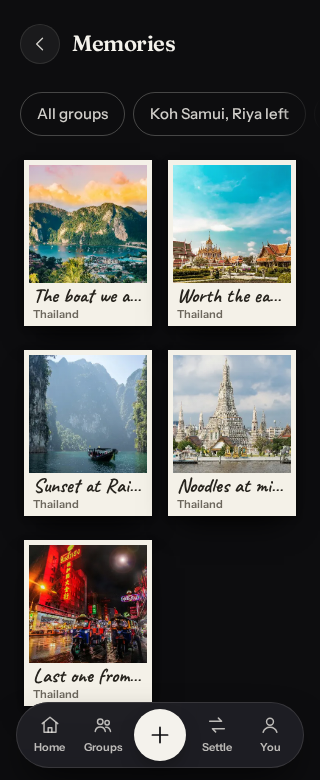 Memories
All groups
Koh Samui, Riya left
The boat we a...
Thailand
Worth the ea...
Thailand
Sunset at Rai...
Thailand
Noodles at mi...
Thailand
Last one from...
Thailand
Home
Groups
Settle
You